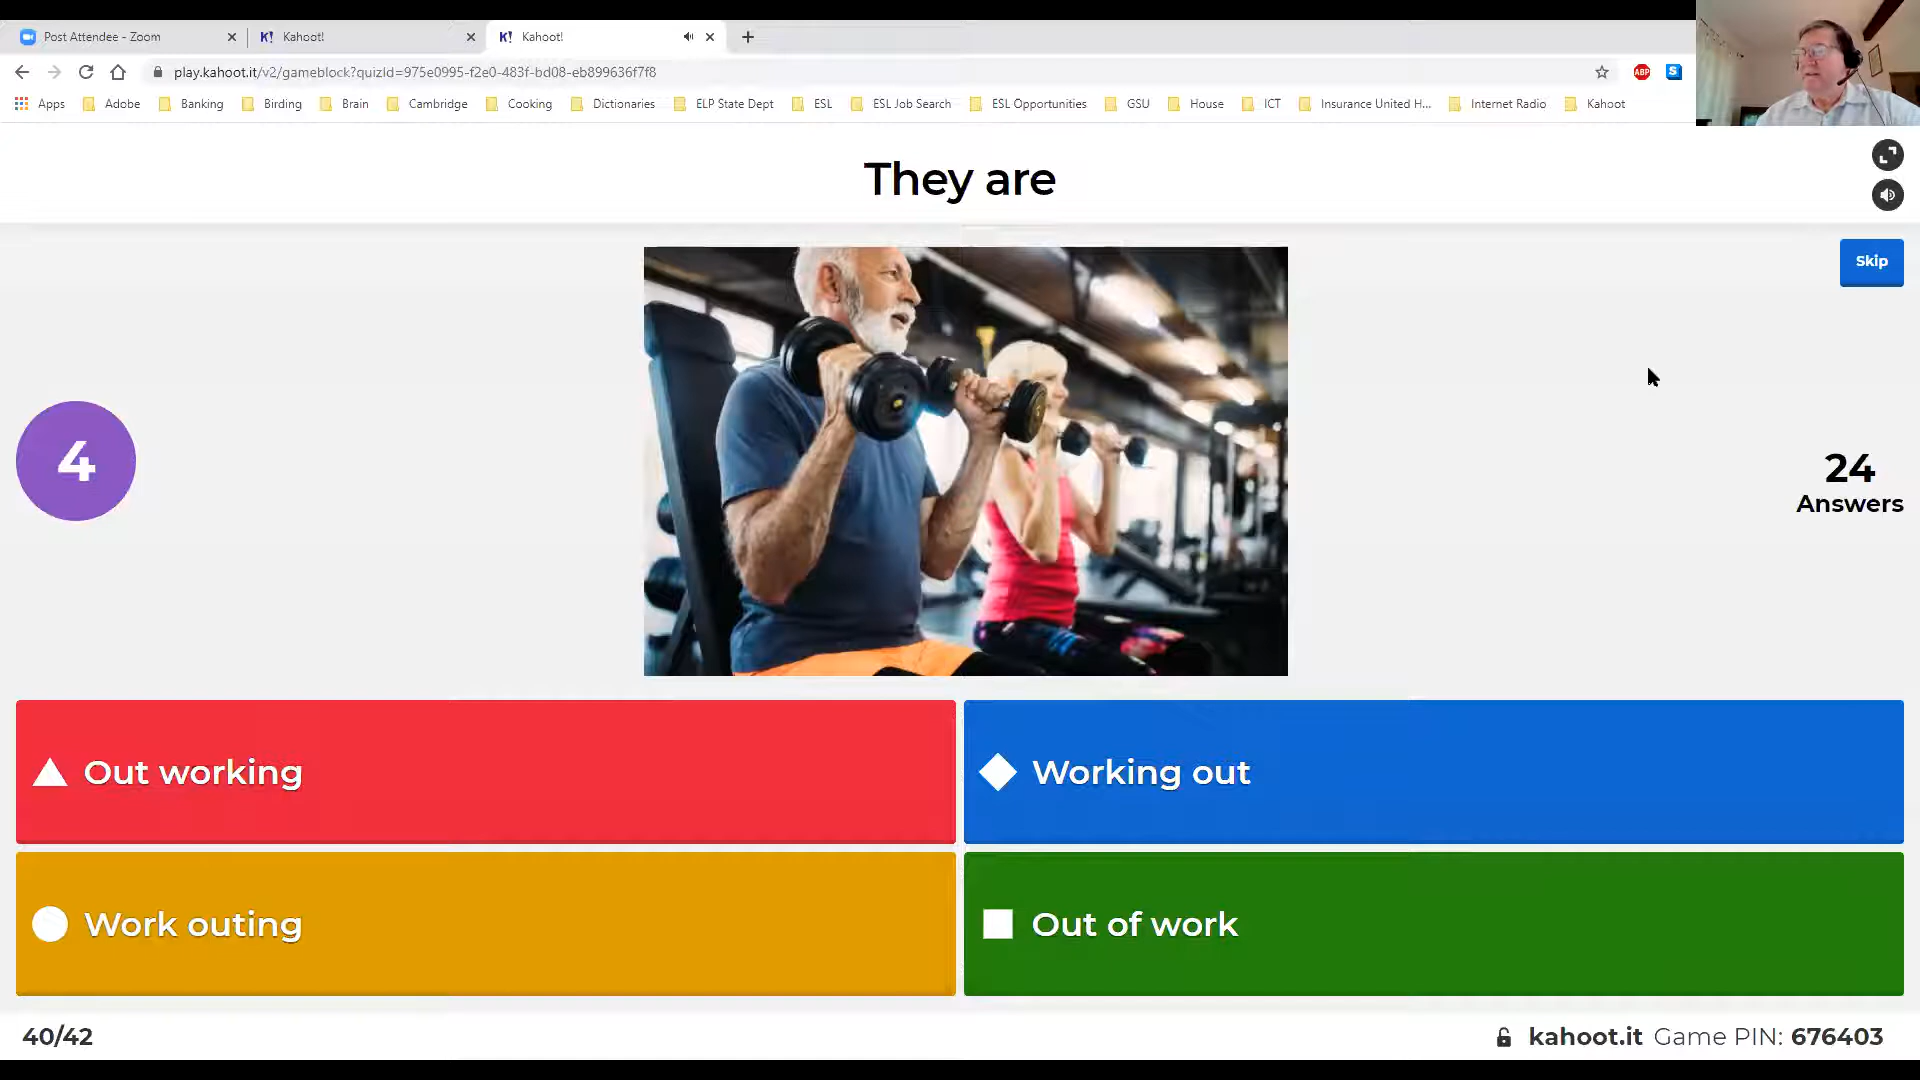 Post Attendee - Zoom
K! Kahoot!
K! Kahoot!
play.kahoot.it/v2/gameblock?quizId=975e0995-f2e0-483f-bd08-eb899636f7f8
ABP
S
Apps Adobe Banking Birding Brain Cambridge Cooking Dictionaries ELP State Dept ESL ESL Job Search ESL Opportunities GSU House ICT Insurance United H... Internet Radio Kahoot
They are
Skip
4
24
Answers
Out working
Working out
Work outing
Out of work
40/42
kahoot.it Game PIN: 676403